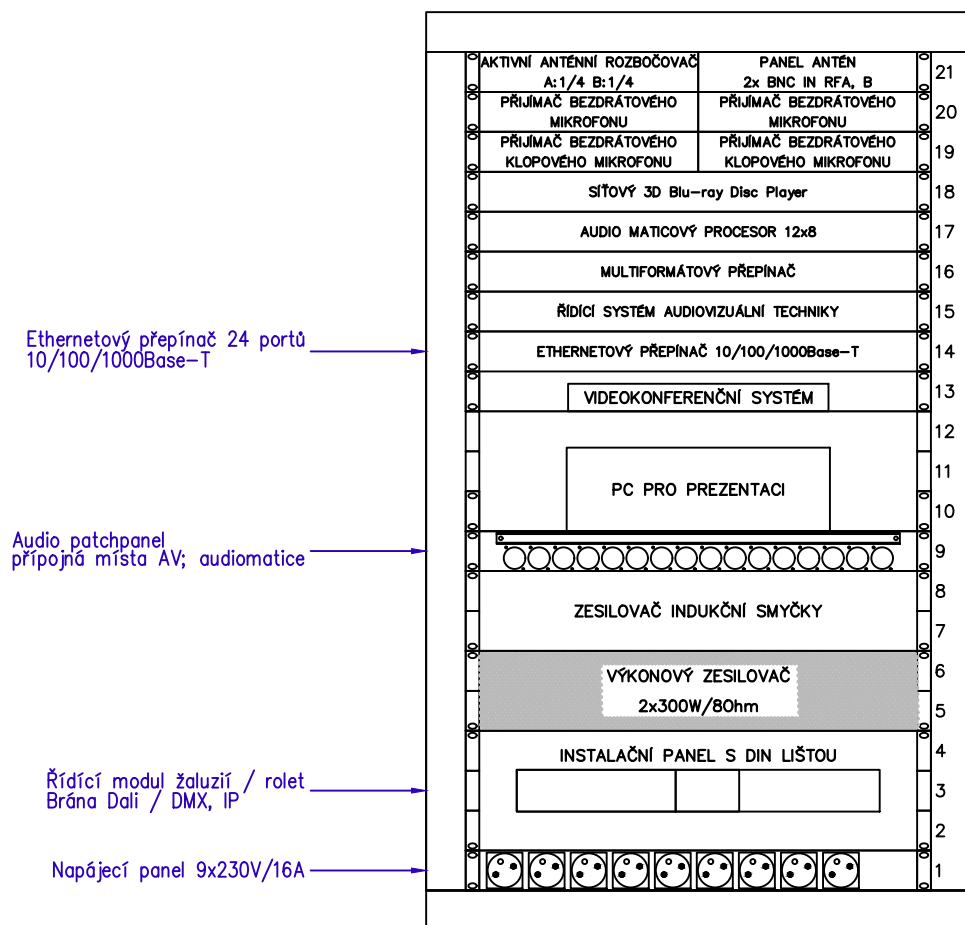 AKTIVNÍ ANTÉNNÍ ROZBOČOVAČ
A:1/4 B:1/4
PANEL ANTÉN
2x BNC IN RFA, B
21
PŘIJÍMAČ BEZDRÁTOVÉHO
MIKROFONU
PŘIJÍMAČ BEZDRÁTOVÉHO
MIKROFONU
20
PŘIJÍMAČ BEZDRÁTOVÉHO
KLOPOVÉHO MIKROFONU
PŘIJÍMAČ BEZDRÁTOVÉHO
KLOPOVÉHO MIKROFONU
19
SÍŤOVÝ 3D Blu-ray Disc Player
18
AUDIO MATICOVÝ PROCESOR 12x8
17
MULTIFORMÁTOVÝ PŘEPÍNAČ
16
ŘÍDÍCÍ SYSTÉM AUDIOVIZUÁLNÍ TECHNIKY
15
Ethernetový přepínač 24 portů
10/100/1000Base-T
ETHERNETOVÝ PŘEPÍNAČ 10/100/1000Base-T
14
VIDEOKONFERENČNÍ SYSTÉM
13
12
11
PC PRO PREZENTACI
10
Audio patchpanel
přípojná místa AV; audiomatice
9
8
ZESILOVAČ INDUKČNÍ SMYČKY
7
VÝKONOVÝ ZESILOVAČ
6
2x300W/8Ohm
5
INSTALAČNÍ PANEL S DIN LIŠTOU
4
Řídící modul žaluzií / rolet
Brána Dali / DMX, IP
3
2
Napájecí panel 9x230V/16A
1